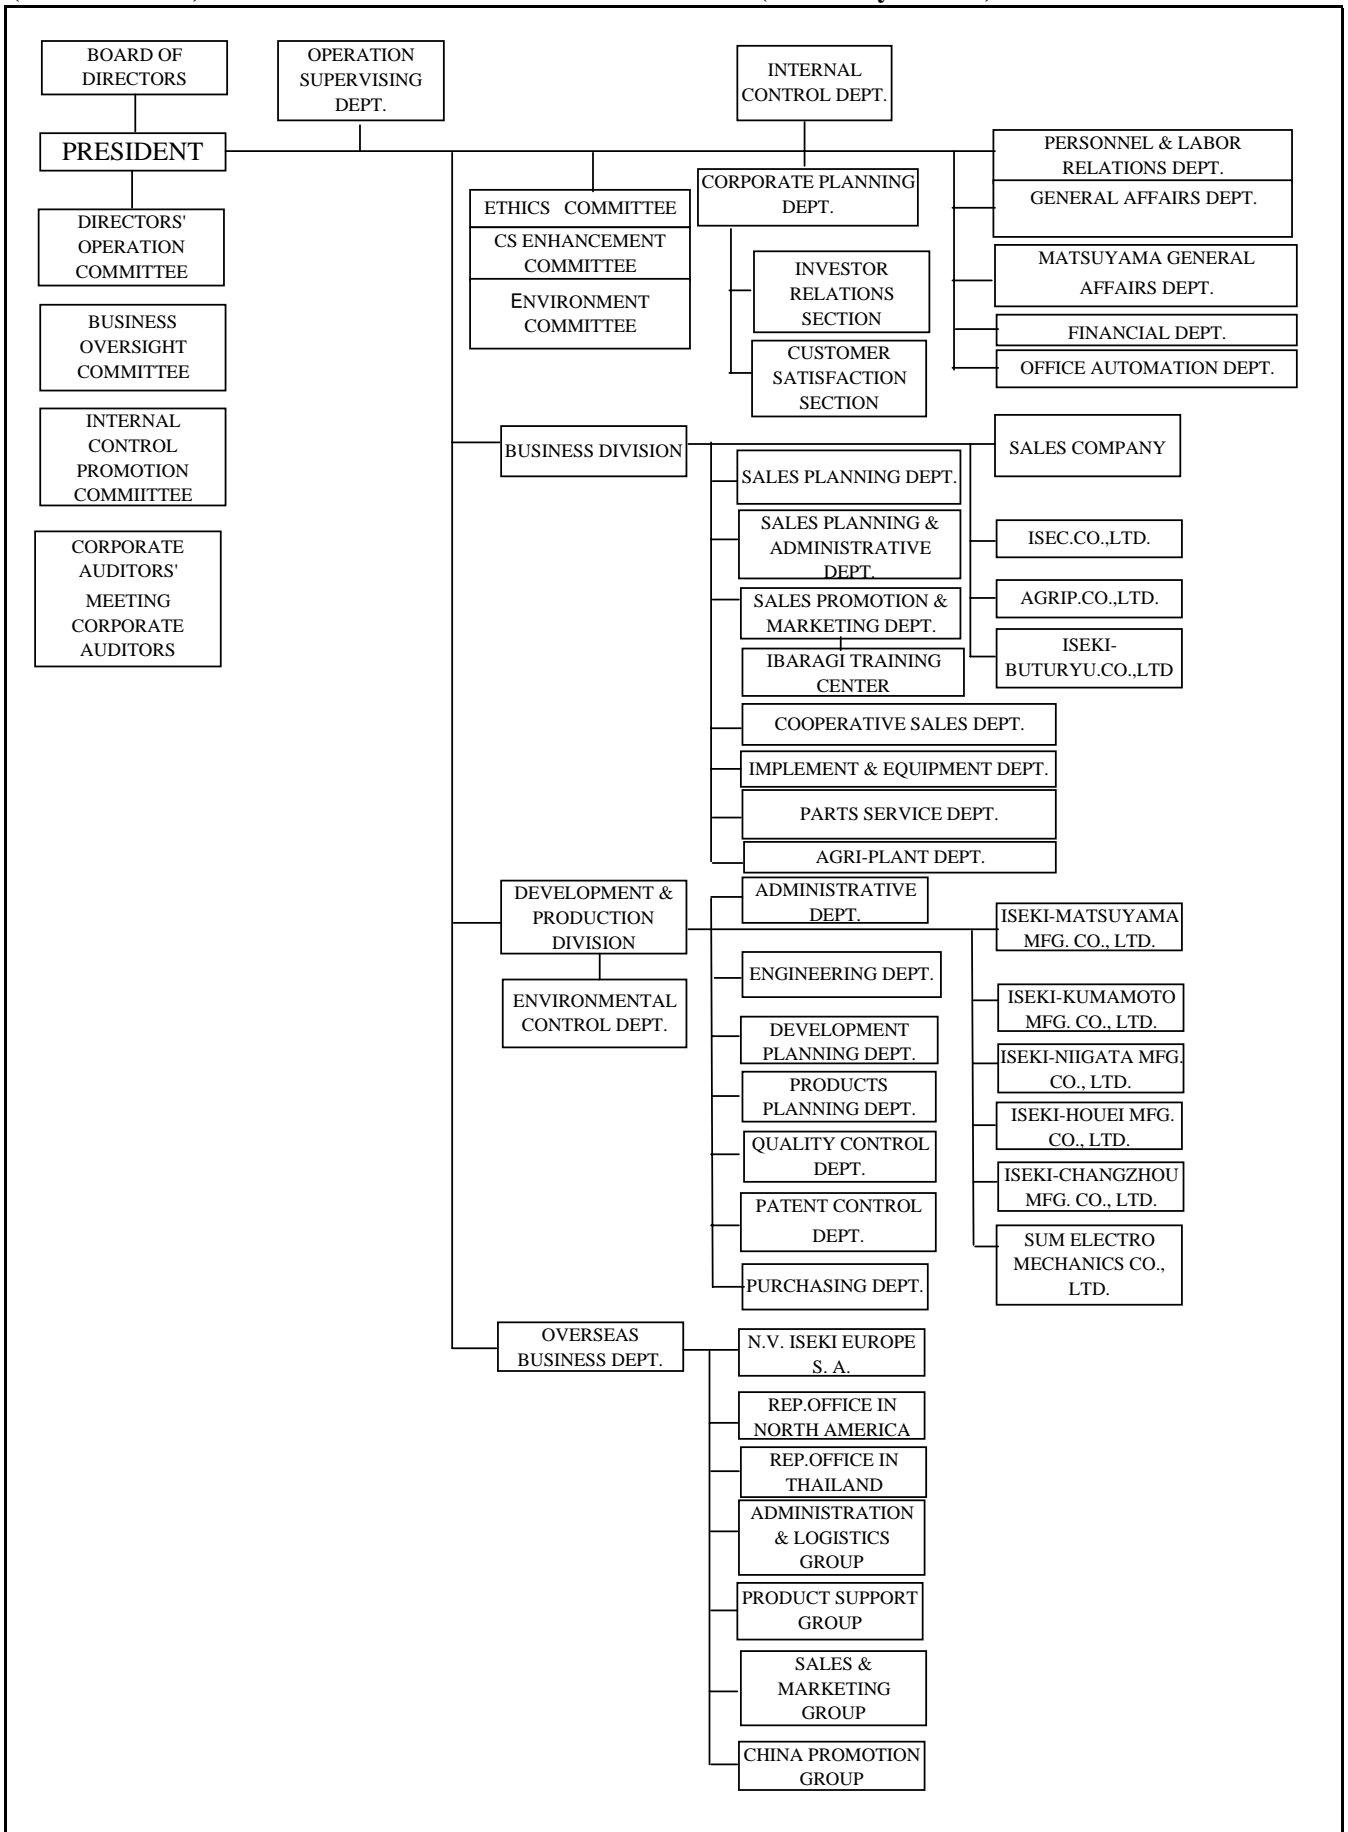 BOARD OF
DIRECTORS
OPERATION
SUPERVISING
DEPT.
INTERNAL
CONTROL DEPT.
PRESIDENT
PERSONNEL & LABOR
RELATIONS DEPT.
GENERAL AFFAIRS DEPT.
MATSUYAMA GENERAL
AFFAIRS DEPT.
FINANCIAL DEPT.
OFFICE AUTOMATION DEPT.
CORPORATE PLANNING
DEPT.
INVESTOR
RELATIONS
SECTION
CUSTOMER
SATISFACTION
SECTION
ETHICS COMMITTEE
CS ENHANCEMENT
COMMITTEE
ENVIRONMENT
COMMITTEE
DIRECTORS'
OPERATION
COMMITTEE
BUSINESS
OVERSIGHT
COMMITTEE
INTERNAL
CONTROL
PROMOTION
COMMIITTEE
CORPORATE
AUDITORS'
MEETING
CORPORATE
AUDITORS
BUSINESS DIVISION
SALES PLANNING DEPT.
SALES PLANNING &
ADMINISTRATIVE
DEPT.
SALES PROMOTION &
MARKETING DEPT.
IBARAGI TRAINING
CENTER
COOPERATIVE SALES DEPT.
IMPLEMENT & EQUIPMENT DEPT.
PARTS SERVICE DEPT.
AGRI-PLANT DEPT.
SALES COMPANY
ISEC.CO.,LTD.
AGRIP.CO.,LTD.
ISEKI-
BUTURYU.CO.,LTD
DEVELOPMENT &
PRODUCTION
DIVISION
ENVIRONMENTAL
CONTROL DEPT.
ADMINISTRATIVE
DEPT.
ENGINEERING DEPT.
DEVELOPMENT
PLANNING DEPT.
PRODUCTS
PLANNING DEPT.
QUALITY CONTROL
DEPT.
PATENT CONTROL
DEPT.
PURCHASING DEPT.
ISEKI-MATSUYAMA
MFG. CO., LTD.
ISEKI-KUMAMOTO
MFG. CO., LTD.
ISEKI-NIIGATA MFG.
CO., LTD.
ISEKI-HOUEI MFG.
CO., LTD.
ISEKI-CHANGZHOU
MFG. CO., LTD.
SUM ELECTRO
MECHANICS CO.,
LTD.
OVERSEAS
BUSINESS DEPT.
N.V. ISEKI EUROPE
S. A.
REP.OFFICE IN
NORTH AMERICA
REP.OFFICE IN
THAILAND
ADMINISTRATION
& LOGISTICS
GROUP
PRODUCT SUPPORT
GROUP
SALES &
MARKETING
GROUP
CHINA PROMOTION
GROUP